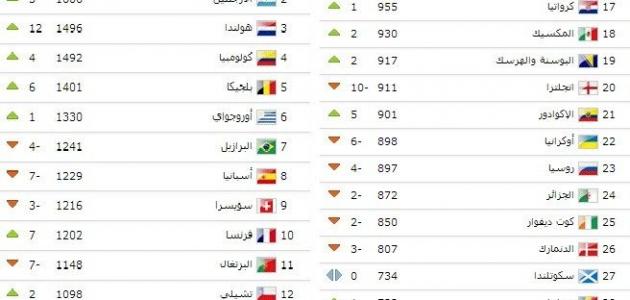 3 هولندا 1496 12
4 كولومبيا 1492 4
5 بلجيكا 1401 6
6 أوروجواي 1330 1
7 البرازيل 1241 4-
8 أسبانيا 1229 7-
9 سويسرا 1216 3-
10 فرنسا 1202 7
11 البرتغال 1148 7-
12 تشيلي 1098 2
17 كرواتيا 955 1
18 المكسيك 930 2
19 البوسنة والهرسك 917 2
20 انجلترا 911 10-
21 الإكوادور 901 5
22 أوكرانيا 898 6-
23 روسيا 897 4-
24 الجزائر 872 2-
25 كوت ديفوار 850 2-
26 الدنمارك 807 3-
27 سكوتلندا 734 0